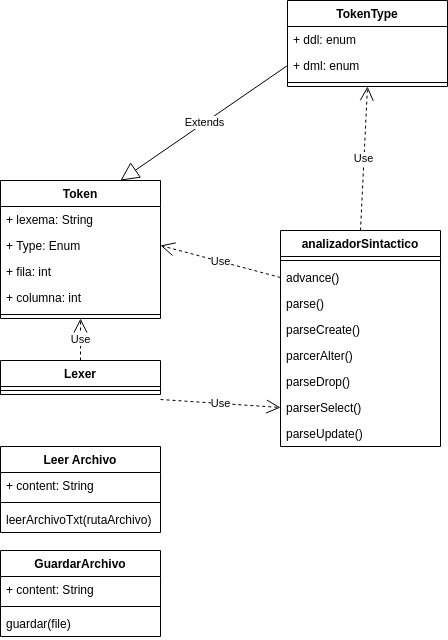 TokenType
+ ddl: enum
+ dml: enum
Extends
Use
Token
+ lexema: String
+ Type: Enum
+ fila: int
+ columna: int
Use
analizadorSintactico
advance()
parse()
parseCreate()
parcerAlter()
parseDrop()
parserSelect()
parseUpdate()
Use
Lexer
Use
Leer Archivo
+ content: String
leerArchivoTxt(rutaArchivo)
GuardarArchivo
+ content: String
guardar(file)